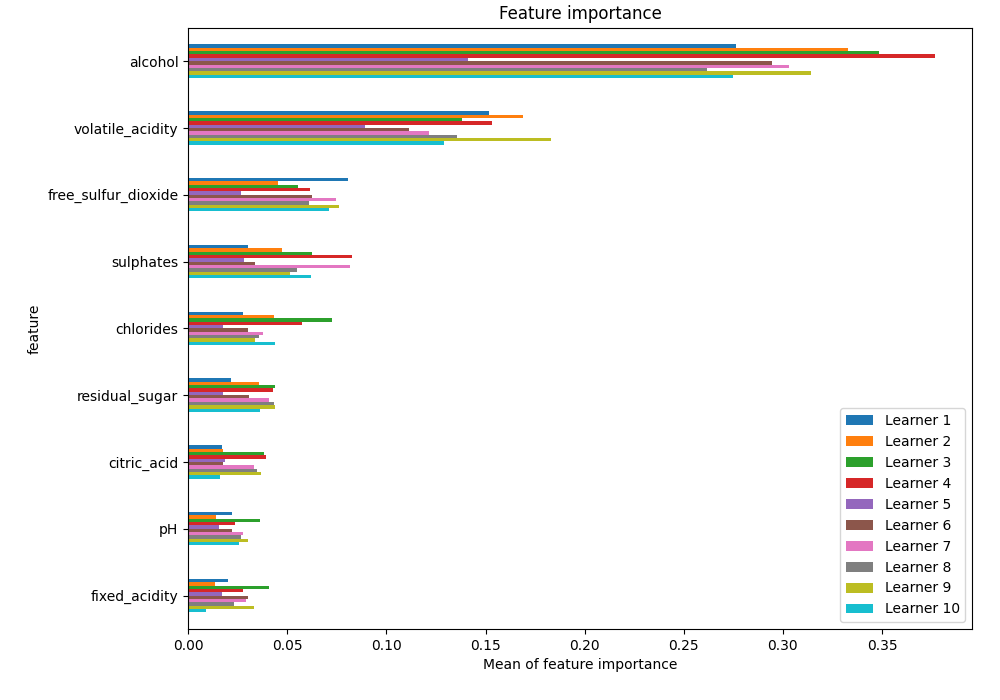 Feature importance
alcohol
volatile_acidity
free_sulfur_dioxide
sulphates
chlorides
residual_sugar
citric_acid
pH
fixed_acidity
feature
0.00 0.05 0.10 0.15 0.20 0.25 0.30 0.35
Mean of feature importance
Learner 1
Learner 2
Learner 3
Learner 4
Learner 5
Learner 6
Learner 7
Learner 8
Learner 9
Learner 10